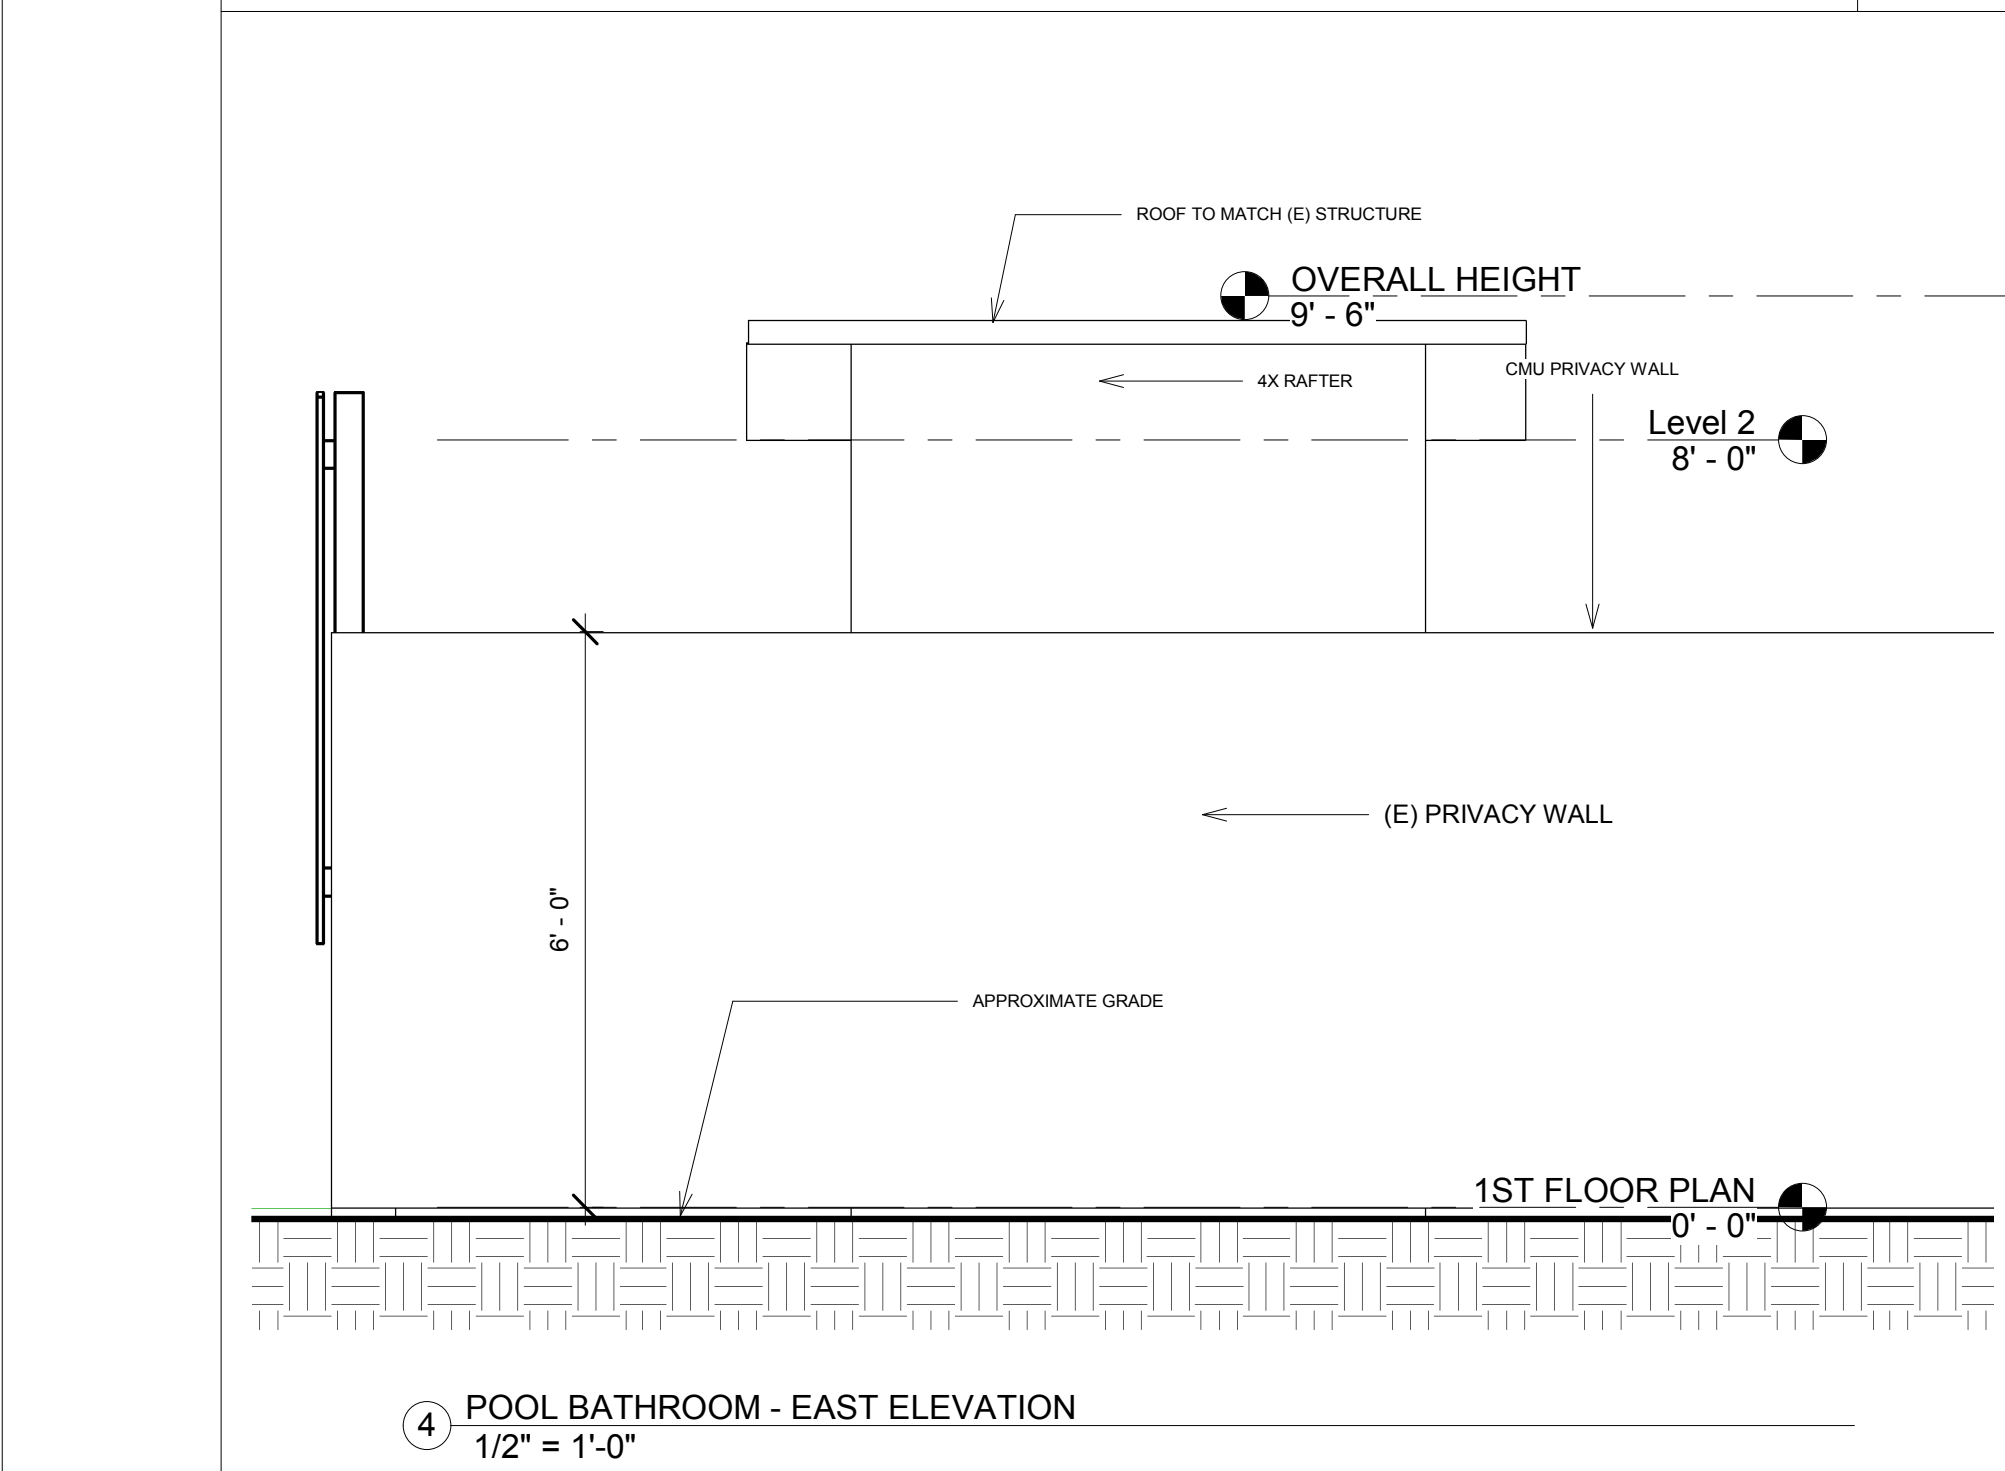 ROOF TO MATCH (E) STRUCTURE
OVERALL HEIGHT
9' - 6"
4X RAFTER
CMU PRIVACY WALL
Level 2
8' - 0"
(E) PRIVACY WALL
6' - 0"
APPROXIMATE GRADE
1ST FLOOR PLAN
0' - 0"
4
POOL BATHROOM - EAST ELEVATION
1/2" = 1'-0"